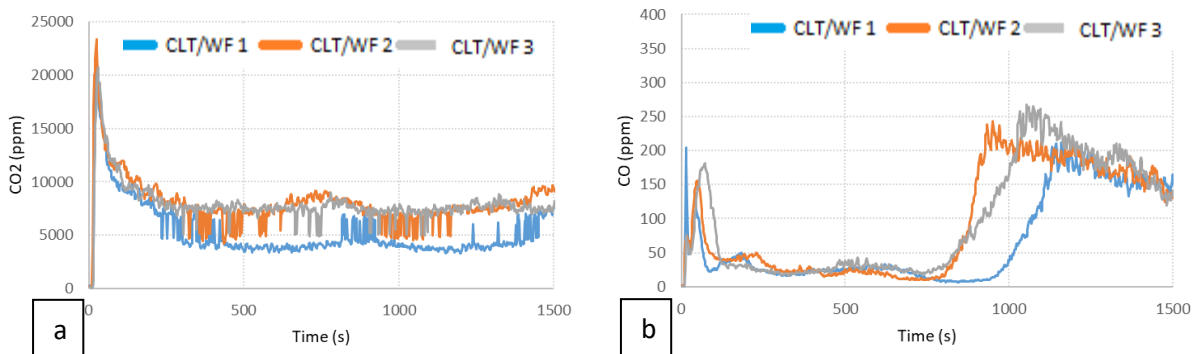 25000
CLT/WF 1 CLT/WF 2 CLT/WF 3
20000
15000
CO2 (ppm)
10000
5000
0
0 500 1000 1500
Time (s)
a
400
CLT/WF 1 CLT/WF 2 CLT/WF 3
350
300
250
CO (ppm)
200
150
100
50
0
0 500 1000 1500
Time (s)
b